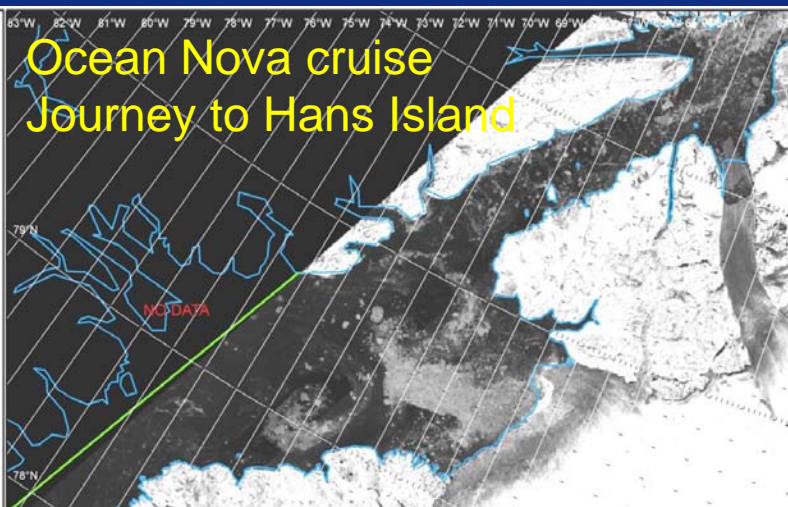 83°W 82°W 81°W 80°W 79°W 78°W 77°W 76°W 75°W 74°W 73°W 72°W 71°W 70°W 69°W
Ocean Nova cruise
Journey to Hans Island
79°N
NO DATA
78°N